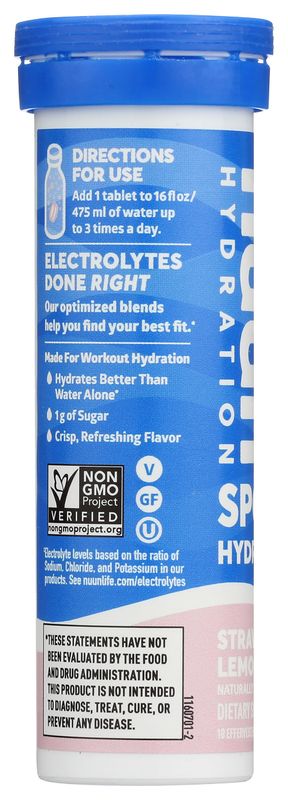 DIRECTIONS
FOR USE
Add 1 tablet to 16 fl oz/
475 ml of water up
to 3 times a day.
ELECTROLYTES
DONE RIGHT
Our optimized blends
help you find your best fit.*
Made For Workout Hydration
Hydrates Better Than
Water Alone*
1g of Sugar
Crisp, Refreshing Flavor
NON
GMO
Project
VERIFIED
nongmoproject.org
V
GF
U
*Electrolyte levels based on the ratio of
Sodium, Chloride, and Potassium in our
products. See nuunlife.com/electrolytes
*THESE STATEMENTS HAVE NOT
BEEN EVALUATED BY THE FOOD
AND DRUG ADMINISTRATION.
THIS PRODUCT IS NOT INTENDED
TO DIAGNOSE, TREAT, CURE, OR
PREVENT ANY DISEASE.
1160701-2
HYDRATION
SP
HYD
STRA
LEMO
NATURALLY
DIETARY S
10 EFFERVES